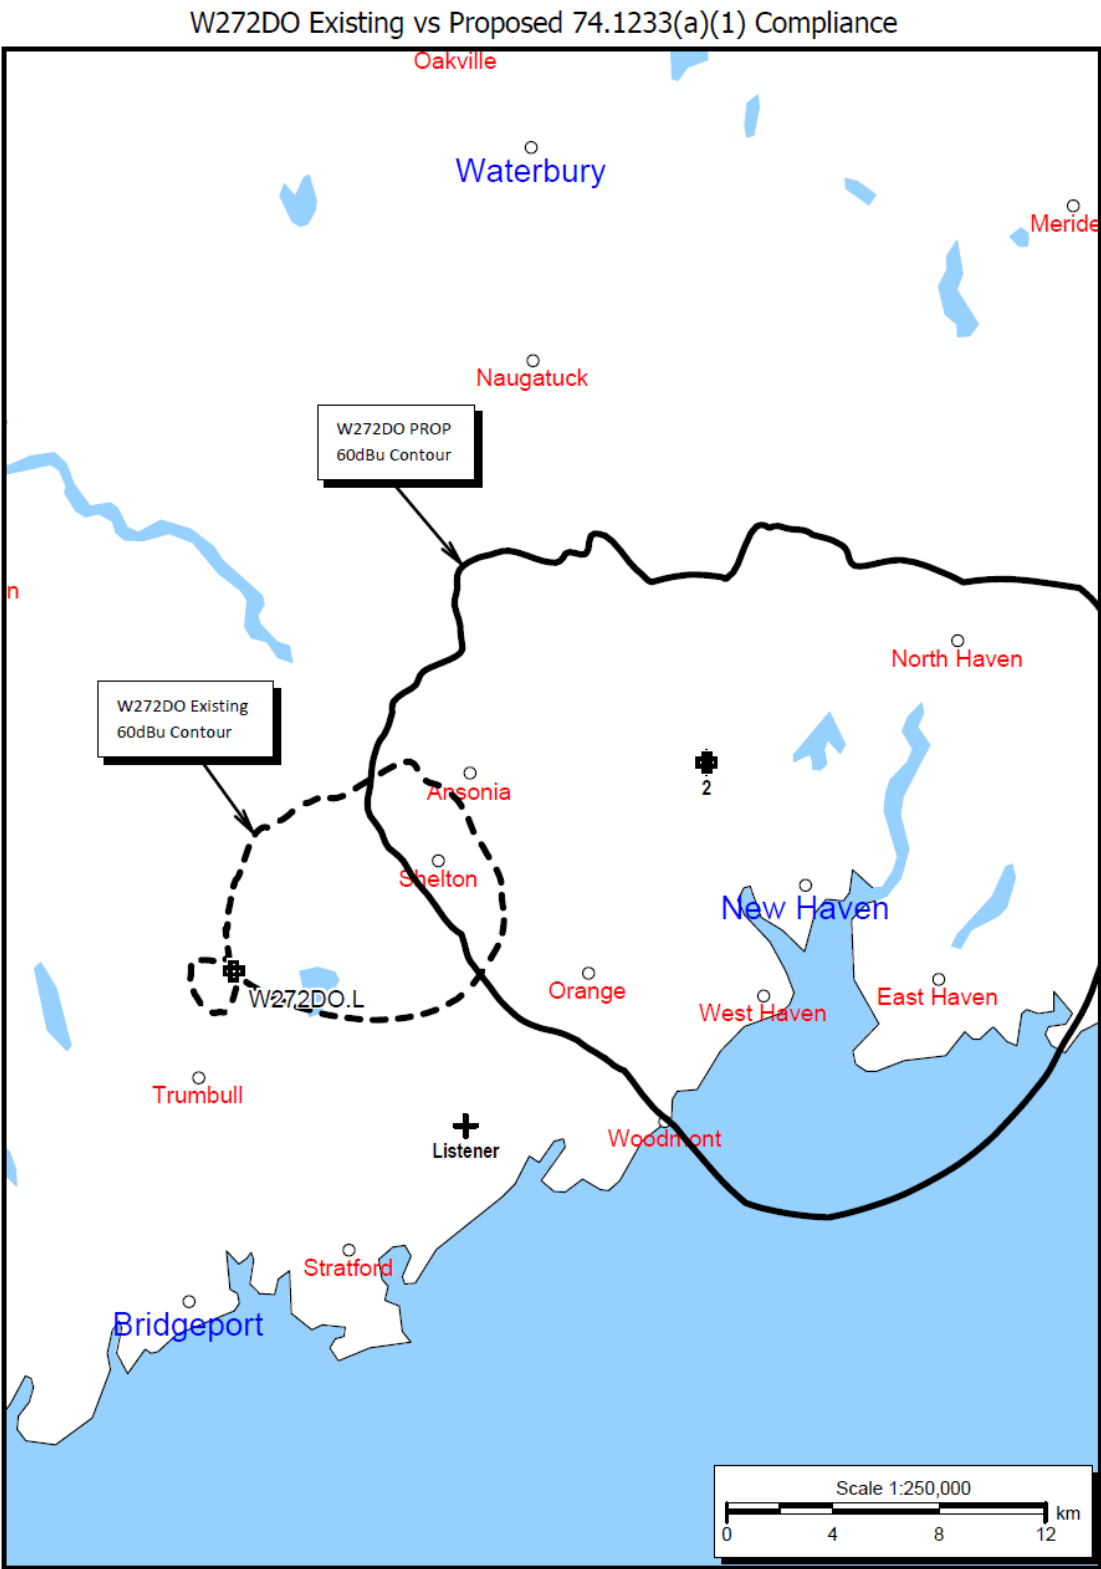 W272DO Existing vs Proposed 74.1233(a)(1) Compliance
Oakville
Waterbury
Meride
Naugatuck
W272DO PROP
60dBu Contour
n
North Haven
W272DO Existing
60dBu Contour
Ansonia
2
Shelton
New Haven
W272DO.L
Orange
East Haven
West Haven
Trumbull
Listener
Woodmont
Stratford
Bridgeport
Scale 1:250,000
km
0 4 8 12